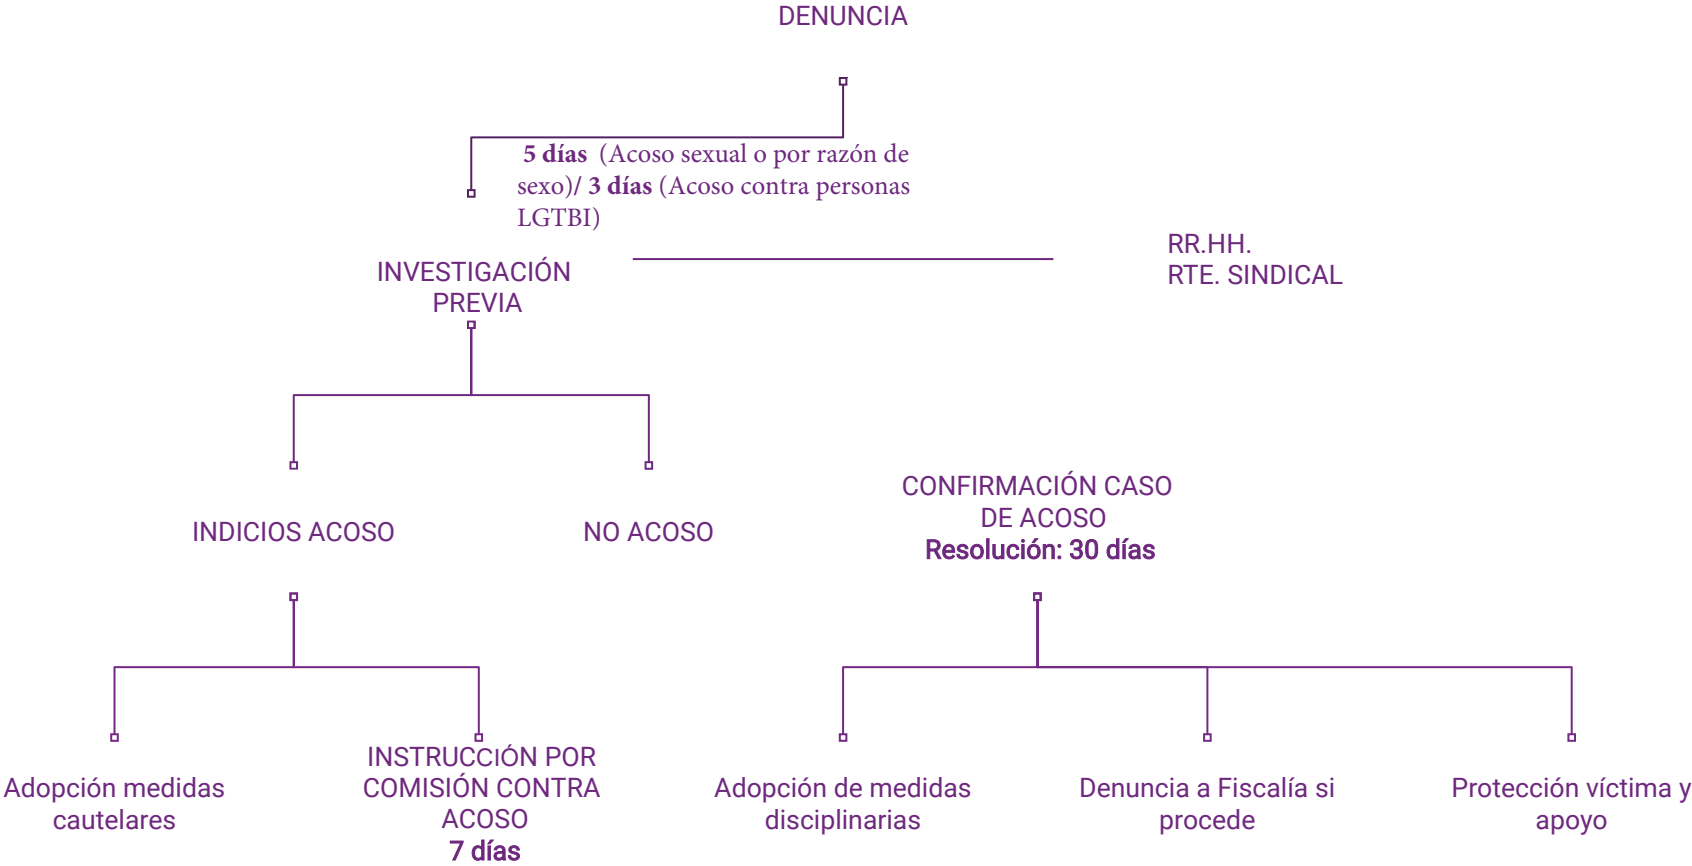 DENUNCIA
5 días (Acoso sexual o por razón de
sexo)/ 3 días (Acoso contra personas
LGTBI)
RR.HH.
RTE. SINDICAL
INVESTIGACIÓN
PREVIA
INDICIOS ACOSO
NO ACOSO
CONFIRMACIÓN CASO
DE ACOSO
Resolución: 30 días
Adopción medidas
cautelares
INSTRUCCIÓN POR
COMISIÓN CONTRA
ACOSO
7 días
Adopción de medidas
disciplinarias
Denuncia a Fiscalía si
procede
Protección víctima y
apoyo